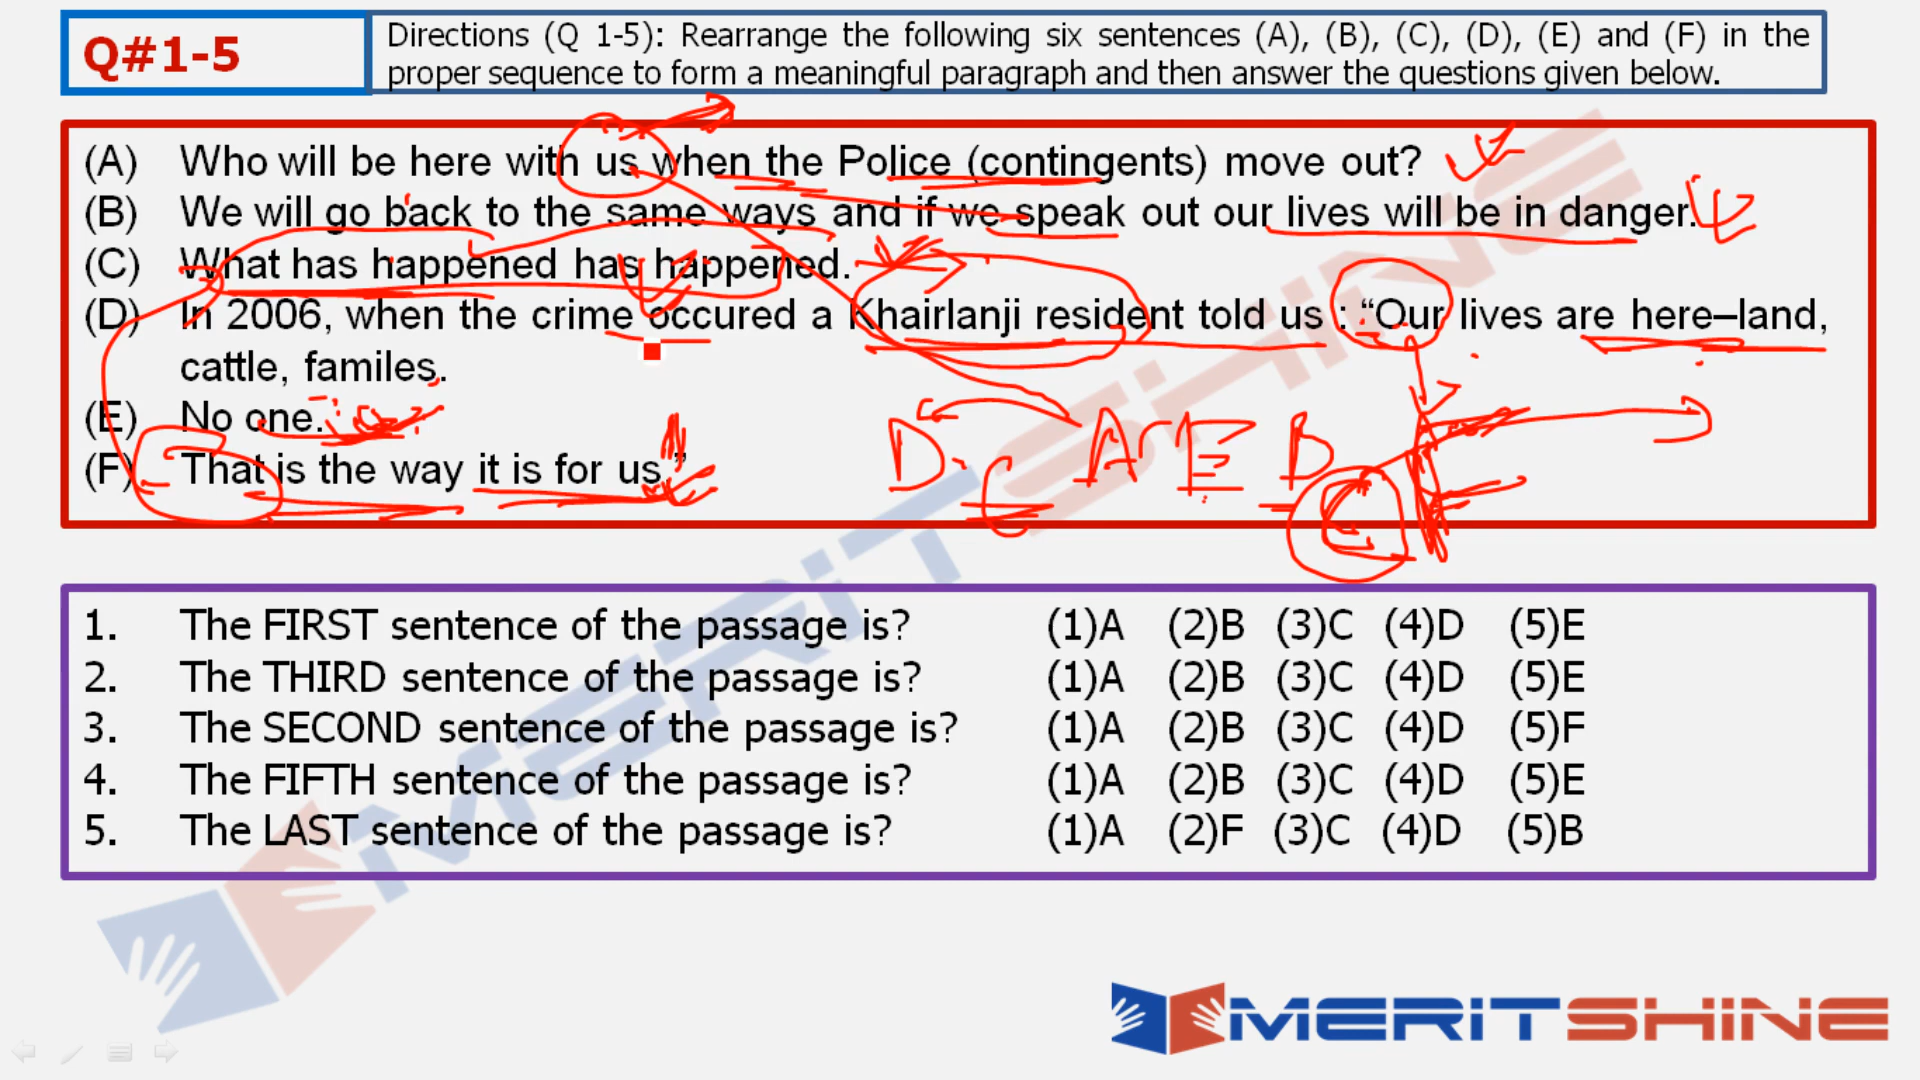 Q#1-5
Directions (Q 1-5): Rearrange the following six sentences (A), (B), (C), (D), (E) and (F) in the
proper sequence to form a meaningful paragraph and then answer the questions given below.
(A) Who will be here with us when the Police (contingents) move out?
(B) We will go back to the same ways and if we speak out our lives will be in danger.
(C) What has happened has happened.
(D) In 2006, when the crime occured a Khairlanji resident told us : “Our lives are here–land,
cattle, familes.
(E) No one.
(F) That is the way it is for us.”
D C A E B
1. The FIRST sentence of the passage is? (1)A (2)B (3)C (4)D (5)E
2. The THIRD sentence of the passage is? (1)A (2)B (3)C (4)D (5)E
3. The SECOND sentence of the passage is? (1)A (2)B (3)C (4)D (5)F
4. The FIFTH sentence of the passage is? (1)A (2)B (3)C (4)D (5)E
5. The LAST sentence of the passage is? (1)A (2)F (3)C (4)D (5)B
MERiTSHINE
MERiTSHINE